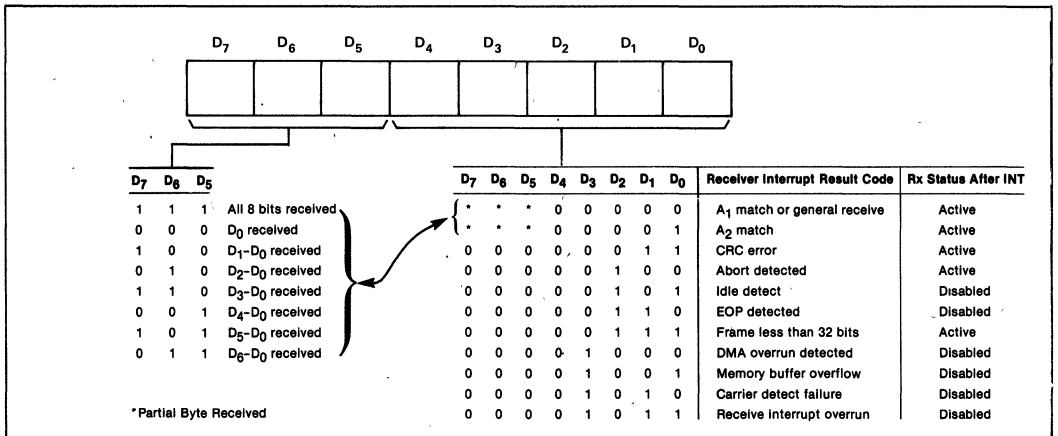 D7 D6 D5 D4 D3 D2 D1 D0
D7 D6 D5
1 1 1 All 8 bits received
0 0 0 D0 received
1 0 0 D1-D0 received
0 1 0 D2-D0 received
1 1 0 D3-D0 received
0 0 1 D4-D0 received
1 0 1 D5-D0 received
0 1 1 D6-D0 received
*Partial Byte Received
D7 D6 D5 D4 D3 D2 D1 D0 Receiver Interrupt Result Code Rx Status After INT
* * * 0 0 0 0 0 A1 match or general receive Active
* * * 0 0 0 0 1 A2 match Active
0 0 0 0 0 0 1 1 CRC error Active
0 0 0 0 0 1 0 0 Abort detected Active
0 0 0 0 0 1 0 1 Idle detect Disabled
0 0 0 0 0 1 1 0 EOP detected Disabled
0 0 0 0 0 1 1 1 Frame less than 32 bits Active
0 0 0 0 1 0 0 0 DMA overrun detected Disabled
0 0 0 0 1 0 0 1 Memory buffer overflow Disabled
0 0 0 0 1 0 1 0 Carrier detect failure Disabled
0 0 0 0 1 0 1 1 Receive interrupt overrun Disabled